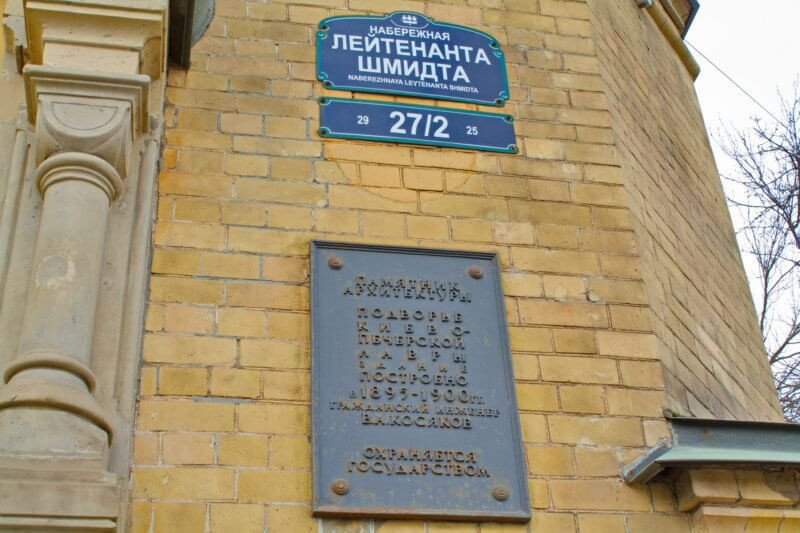 НАБЕРЕЖНАЯ
ЛЕЙТЕНАНТА
ШМИДТА
NABEREZHNAYA LEYTENANTA SHMIDTA
29 27/2 25
ПАМЯТНИК
АРХИТЕКТУРЫ
ПОДВОРЬЕ
КИЕВО-
ПЕЧЕРСКОЙ
ЛАВРЫ
ЗДАНИЕ
ПОСТРОЕНО
В 1895-1900 ГГ.
ГРАЖДАНСКИЙ ИНЖЕНЕР
В.А.КОСЯКОВ
ОХРАНЯЕТСЯ
ГОСУДАРСТВОМ